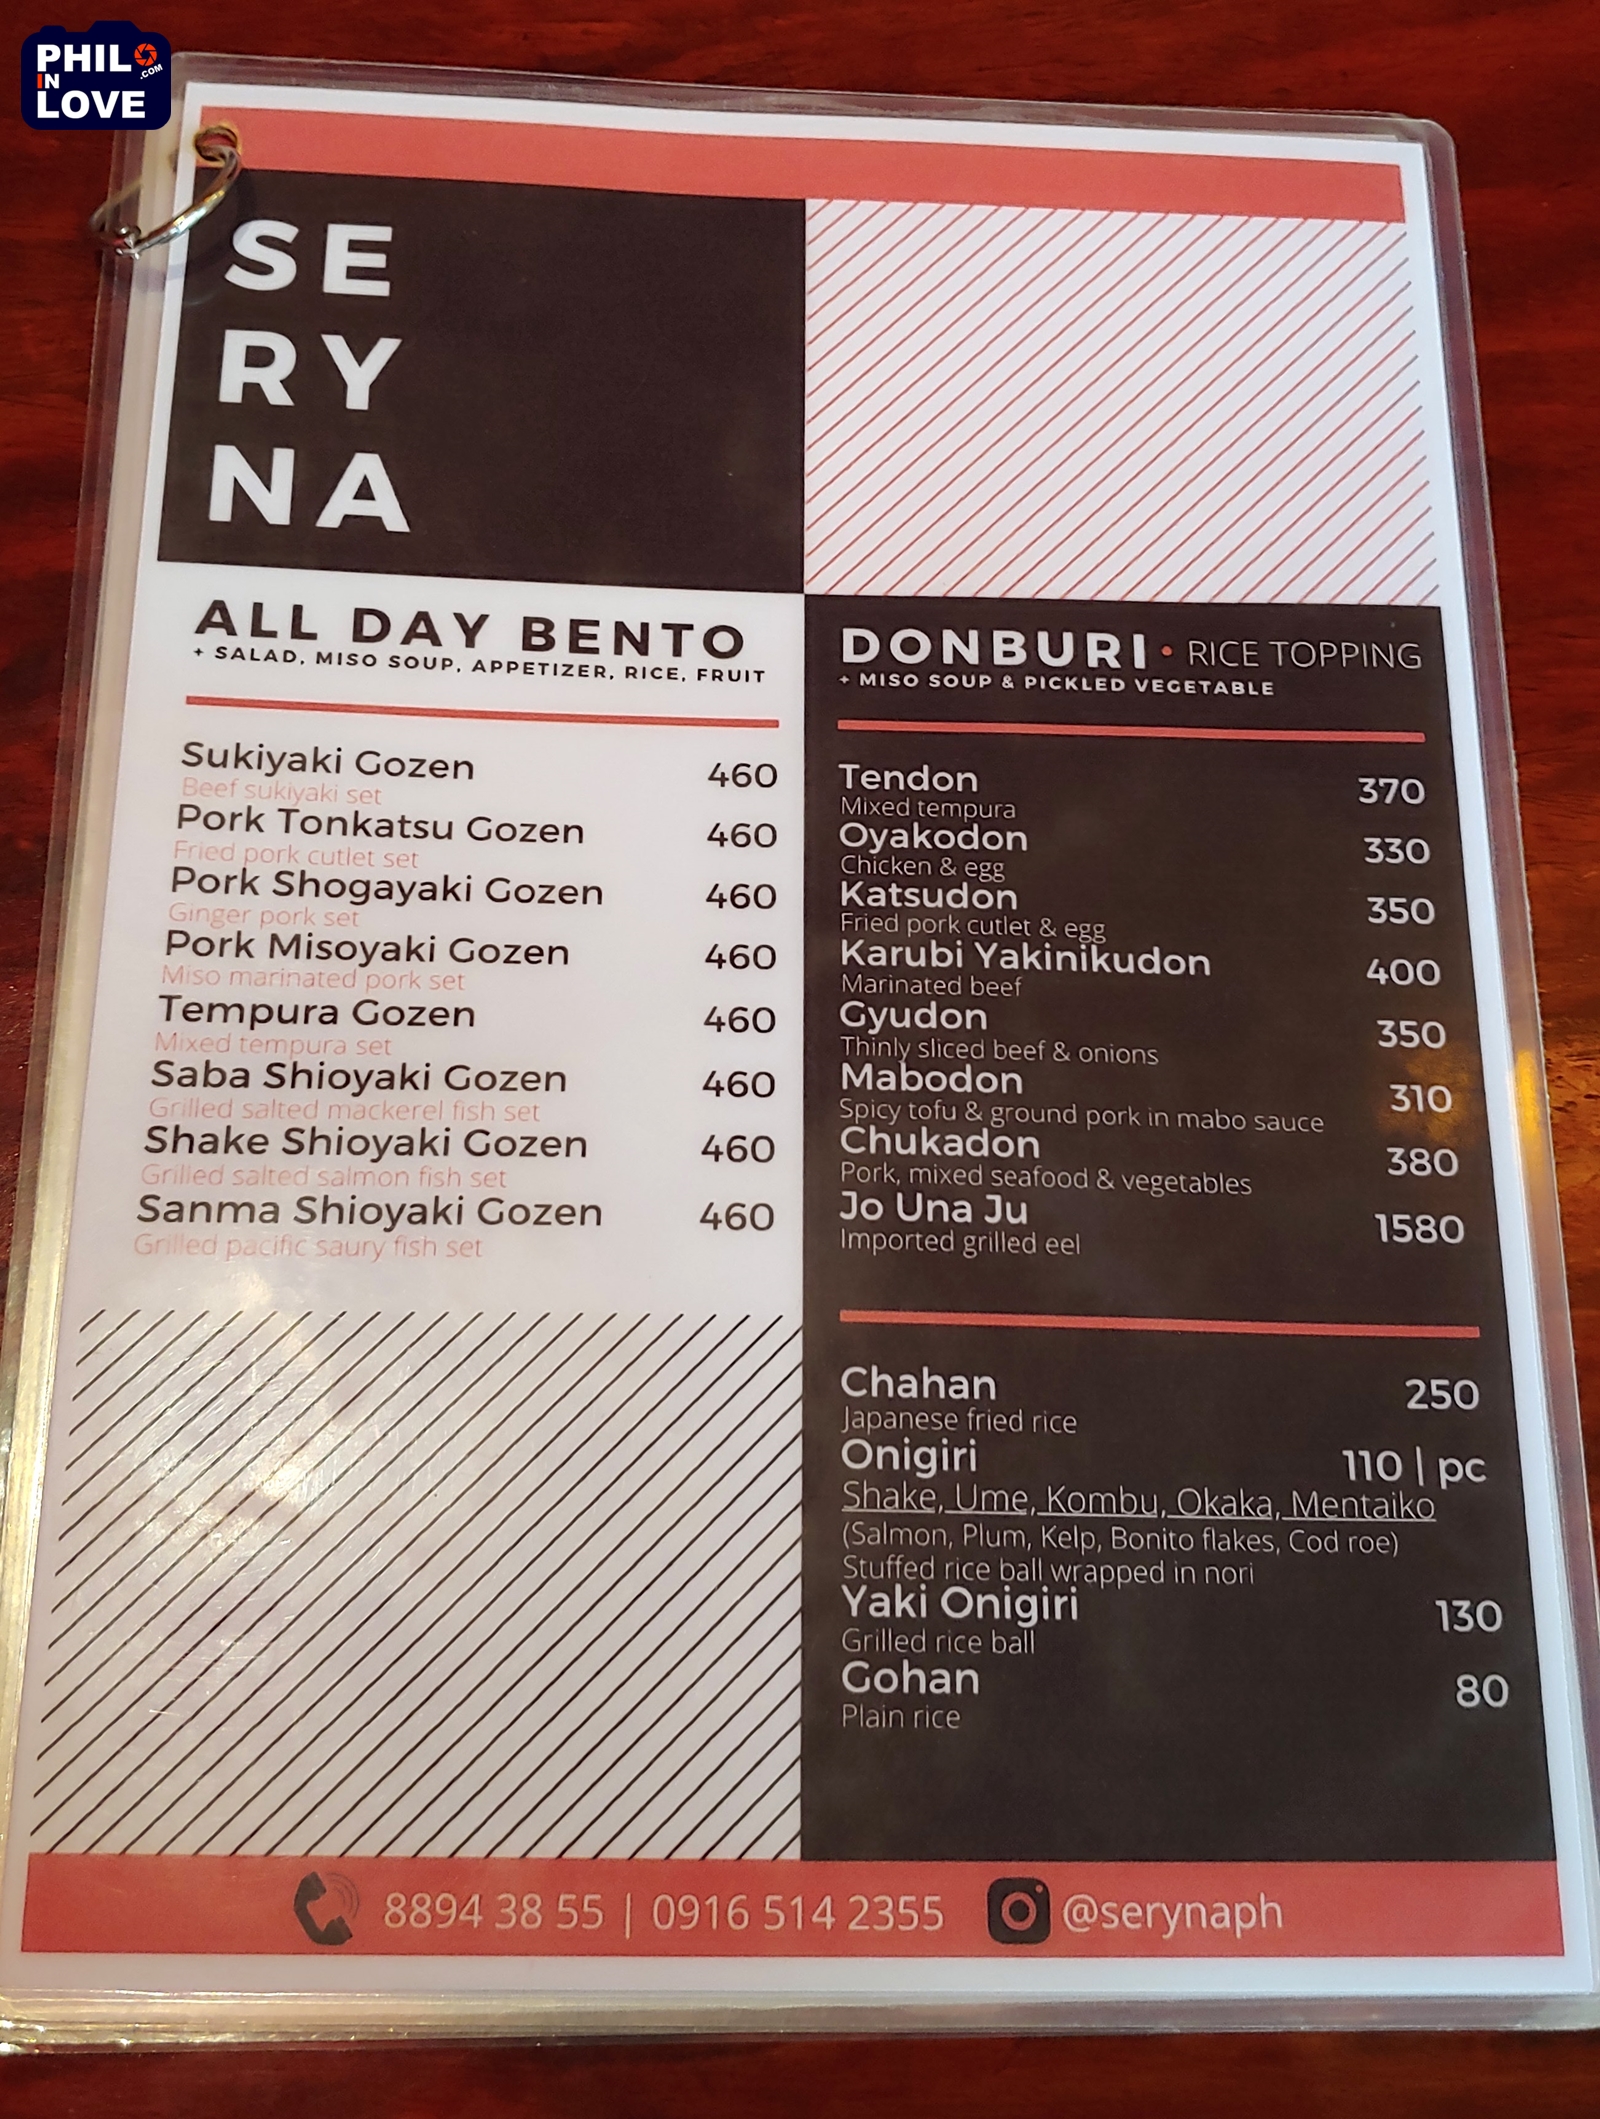 PHIL
IN
.COM
LOVE
SE
RY
NA
ALL DAY BENTO
+ SALAD, MISO SOUP, APPETIZER, RICE, FRUIT
Sukiyaki Gozen 460
Beef sukiyaki set
Pork Tonkatsu Gozen 460
Fried pork cutlet set
Pork Shogayaki Gozen 460
Ginger pork set
Pork Misoyaki Gozen 460
Miso marinated pork set
Tempura Gozen 460
Mixed tempura set
Saba Shioyaki Gozen 460
Grilled salted mackerel fish set
Shake Shioyaki Gozen 460
Grilled salted salmon fish set
Sanma Shioyaki Gozen 460
Grilled pacific saury fish set
DONBURI • RICE TOPPING
+ MISO SOUP & PICKLED VEGETABLE
Tendon 370
Mixed tempura
Oyakodon 330
Chicken & egg
Katsudon 350
Fried pork cutlet & egg
Karubi Yakinikudon 400
Marinated beef
Gyudon 350
Thinly sliced beef & onions
Mabodon 310
Spicy tofu & ground pork in mabo sauce
Chukadon 380
Pork, mixed seafood & vegetables
Jo Una Ju 1580
Imported grilled eel
Chahan 250
Japanese fried rice
Onigiri 110 | pc
Shake, Ume, Kombu, Okaka, Mentaiko
(Salmon, Plum, Kelp, Bonito flakes, Cod roe)
Stuffed rice ball wrapped in nori
Yaki Onigiri 130
Grilled rice ball
Gohan 80
Plain rice
8894 38 55 | 0916 514 2355 @serynaph